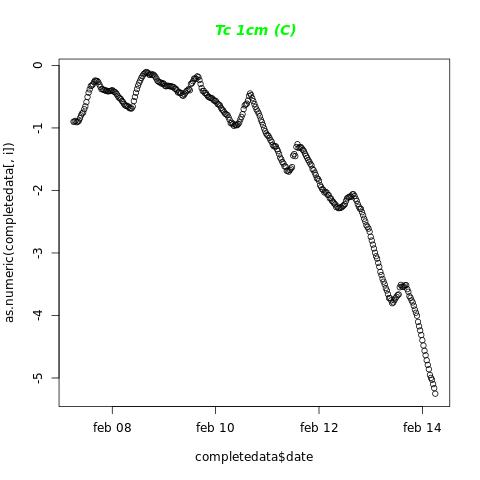 Tc 1cm (C)
as.numeric(completedata[, i])
0
-1
-2
-3
-4
-5
feb 08
feb 10
feb 12
feb 14
completedata$date